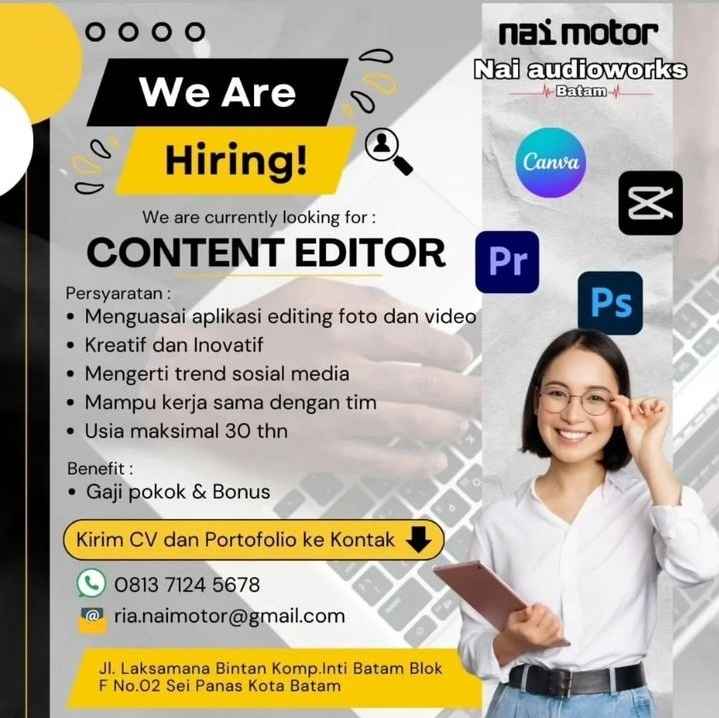 nai motor
Nai audioworks
Batam
We Are
Hiring!
Canva
We are currently looking for :
CONTENT EDITOR
Pr
Ps
Persyaratan :
• Menguasai aplikasi editing foto dan video
• Kreatif dan Inovatif
• Mengerti trend sosial media
• Mampu kerja sama dengan tim
• Usia maksimal 30 thn
Benefit :
• Gaji pokok & Bonus
Kirim CV dan Portofolio ke Kontak
0813 7124 5678
@ ria.naimotor@gmail.com
Jl. Laksamana Bintan Komp.Inti Batam Blok
F No.02 Sei Panas Kota Batam